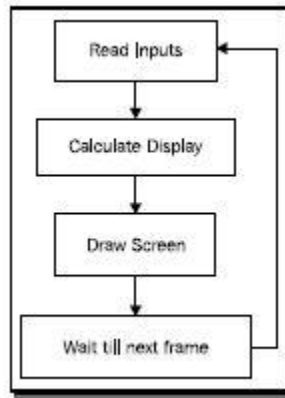 Read Inputs
Calculate Display
Draw Screen
Wait till next frame